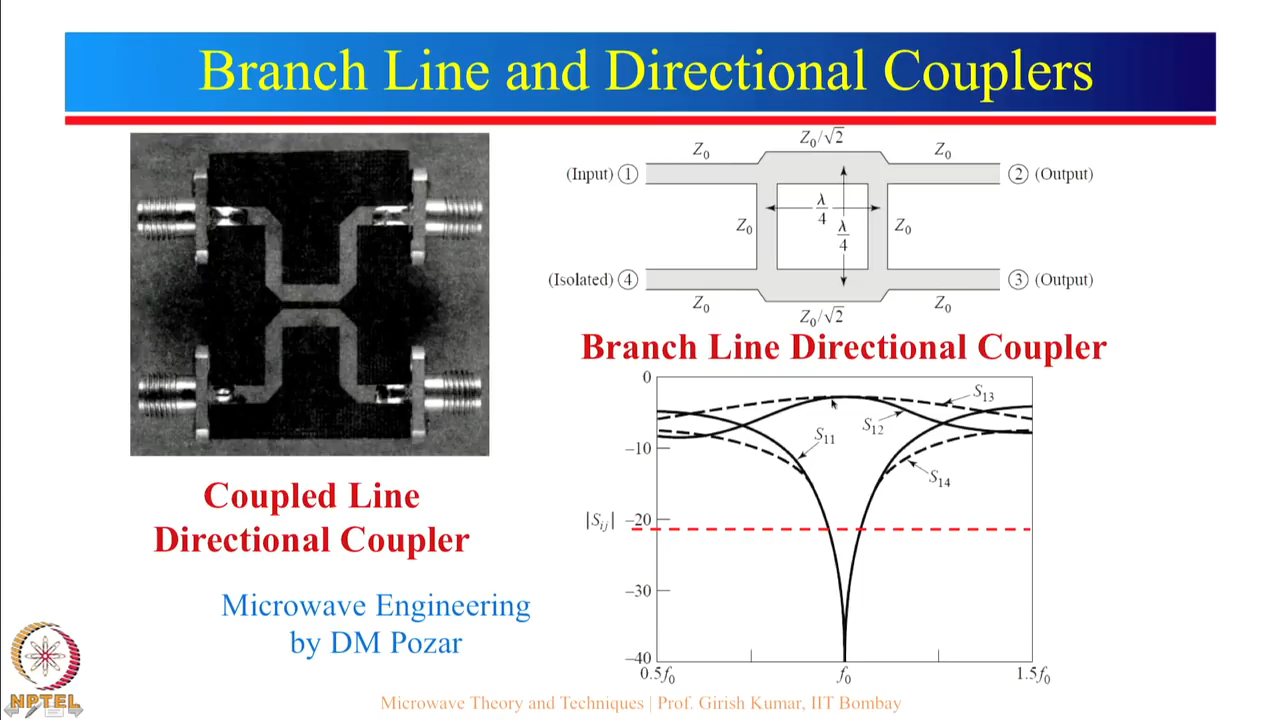 Branch Line and Directional Couplers
Z₀
Z₀/√2
Z₀
(Input) ①
② (Output)
λ/4
Z₀
λ/4
Z₀
(Isolated) ④
③ (Output)
Z₀
Z₀/√2
Z₀
Branch Line Directional Coupler
0
S₁₃
S₁₂
S₁₁
−10
S₁₄
|Sᵢⱼ|
−20
−30
−40
0.5f₀
f₀
1.5f₀
Coupled Line
Directional Coupler
Microwave Engineering
by DM Pozar
NPTEL
Microwave Theory and Techniques | Prof. Girish Kumar, IIT Bombay